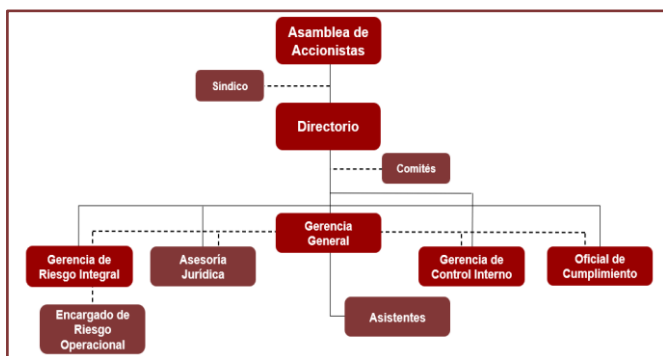 Asamblea de
Accionistas
Sindico
Directorio
Comités
Gerencia
General
Gerencia de
Riesgo Integral
Asesoría
Jurídica
Gerencia de
Control Interno
Oficial de
Cumplimiento
Encargado de
Riesgo
Operacional
Asistentes